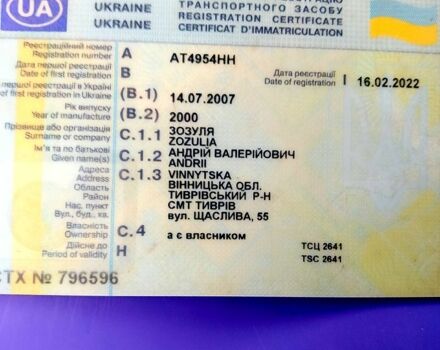 UA
UKRAINE
UKRAINE
ТРАНСПОРТНОГО ЗАСОБУ
REGISTRATION CERTIFICATE
CERTIFICAT D'IMMATRICULATION
Реєстраційний номер
Registration number A АТ4954НН
Дата першої реєстрації
Date of first registration B Дата реєстрації
Date of registration I 16.02.2022
першої реєстрації в Україні
of first registration in Ukraine (B.1) 14.07.2007
Рік випуску
Year of manufacture (B.2) 2000
Прізвище або організація
Surname or company C.1.1 ЗОЗУЛЯ
ZOZULIA
Ім'я та по батькові
Given name(s) C.1.2 АНДРІЙ ВАЛЕРІЙОВИЧ
ANDRII
Адреса
Address C.1.3 VINNYTSKA
Область ВІННИЦЬКА ОБЛ.
Район ТИВРІВСЬКИЙ Р-Н
Нас. пункт СМТ ТИВРІВ
Вул., буд., кв. вул. ЩАСЛИВА, 55
Власність
Ownership C.4 а є власником
Дійсне до
Period of validity H ТСЦ 2641
TSC 2641
СТХ № 796596